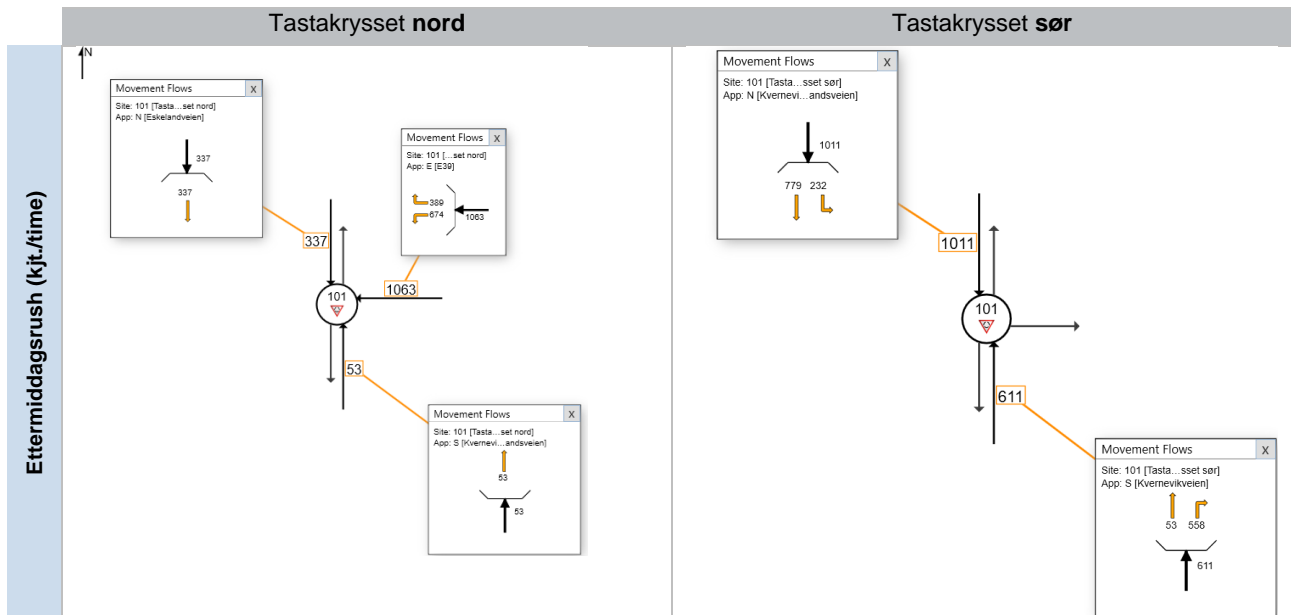 Tastakrysset nord
Tastakrysset sør
Ettermiddagsrush (kjt./time)
N
Movement Flows X
Site: 101 [Tasta...set nord]
App: N [Eskelandveien]
337
337
Movement Flows X
Site: 101 [...set nord]
App: E [E39]
389
674
1063
337
101
1063
53
Movement Flows X
Site: 101 [Tasta...set nord]
App: S [Kvernevi...andsveien]
53
53
Movement Flows X
Site: 101 [Tasta...sset sør]
App: N [Kvernevi...andsveien]
1011
779 232
1011
101
611
Movement Flows X
Site: 101 [Tasta...sset sør]
App: S [Kvernevikveien]
53 558
611